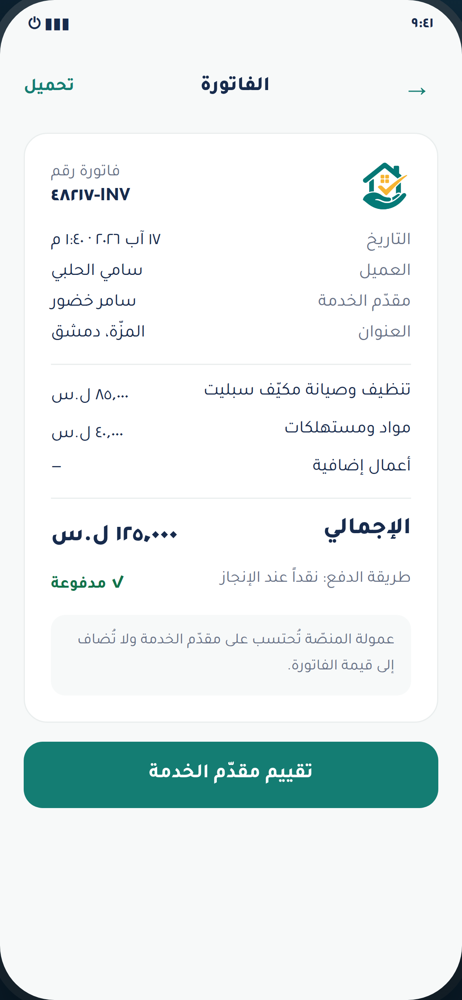 ٩:٤١
الفاتورة
تحميل
فاتورة رقم
INV-٤٨٢١٧
التاريخ ١٧ آب ٢٠٢٦ · ١:٤٠ م
العميل سامي الحلبي
مقدّم الخدمة سامر خضور
العنوان المزّة، دمشق
تنظيف وصيانة مكيّف سبليت ٨٥,٠٠٠ ل.س
مواد ومستهلكات ٤٠,٠٠٠ ل.س
أعمال إضافية –
الإجمالي ١٢٥,٠٠٠ ل.س
طريقة الدفع: نقداً عند الإنجاز ✓ مدفوعة
عمولة المنصّة تُحتسب على مقدّم الخدمة ولا تُضاف
إلى قيمة الفاتورة.
تقييم مقدّم الخدمة